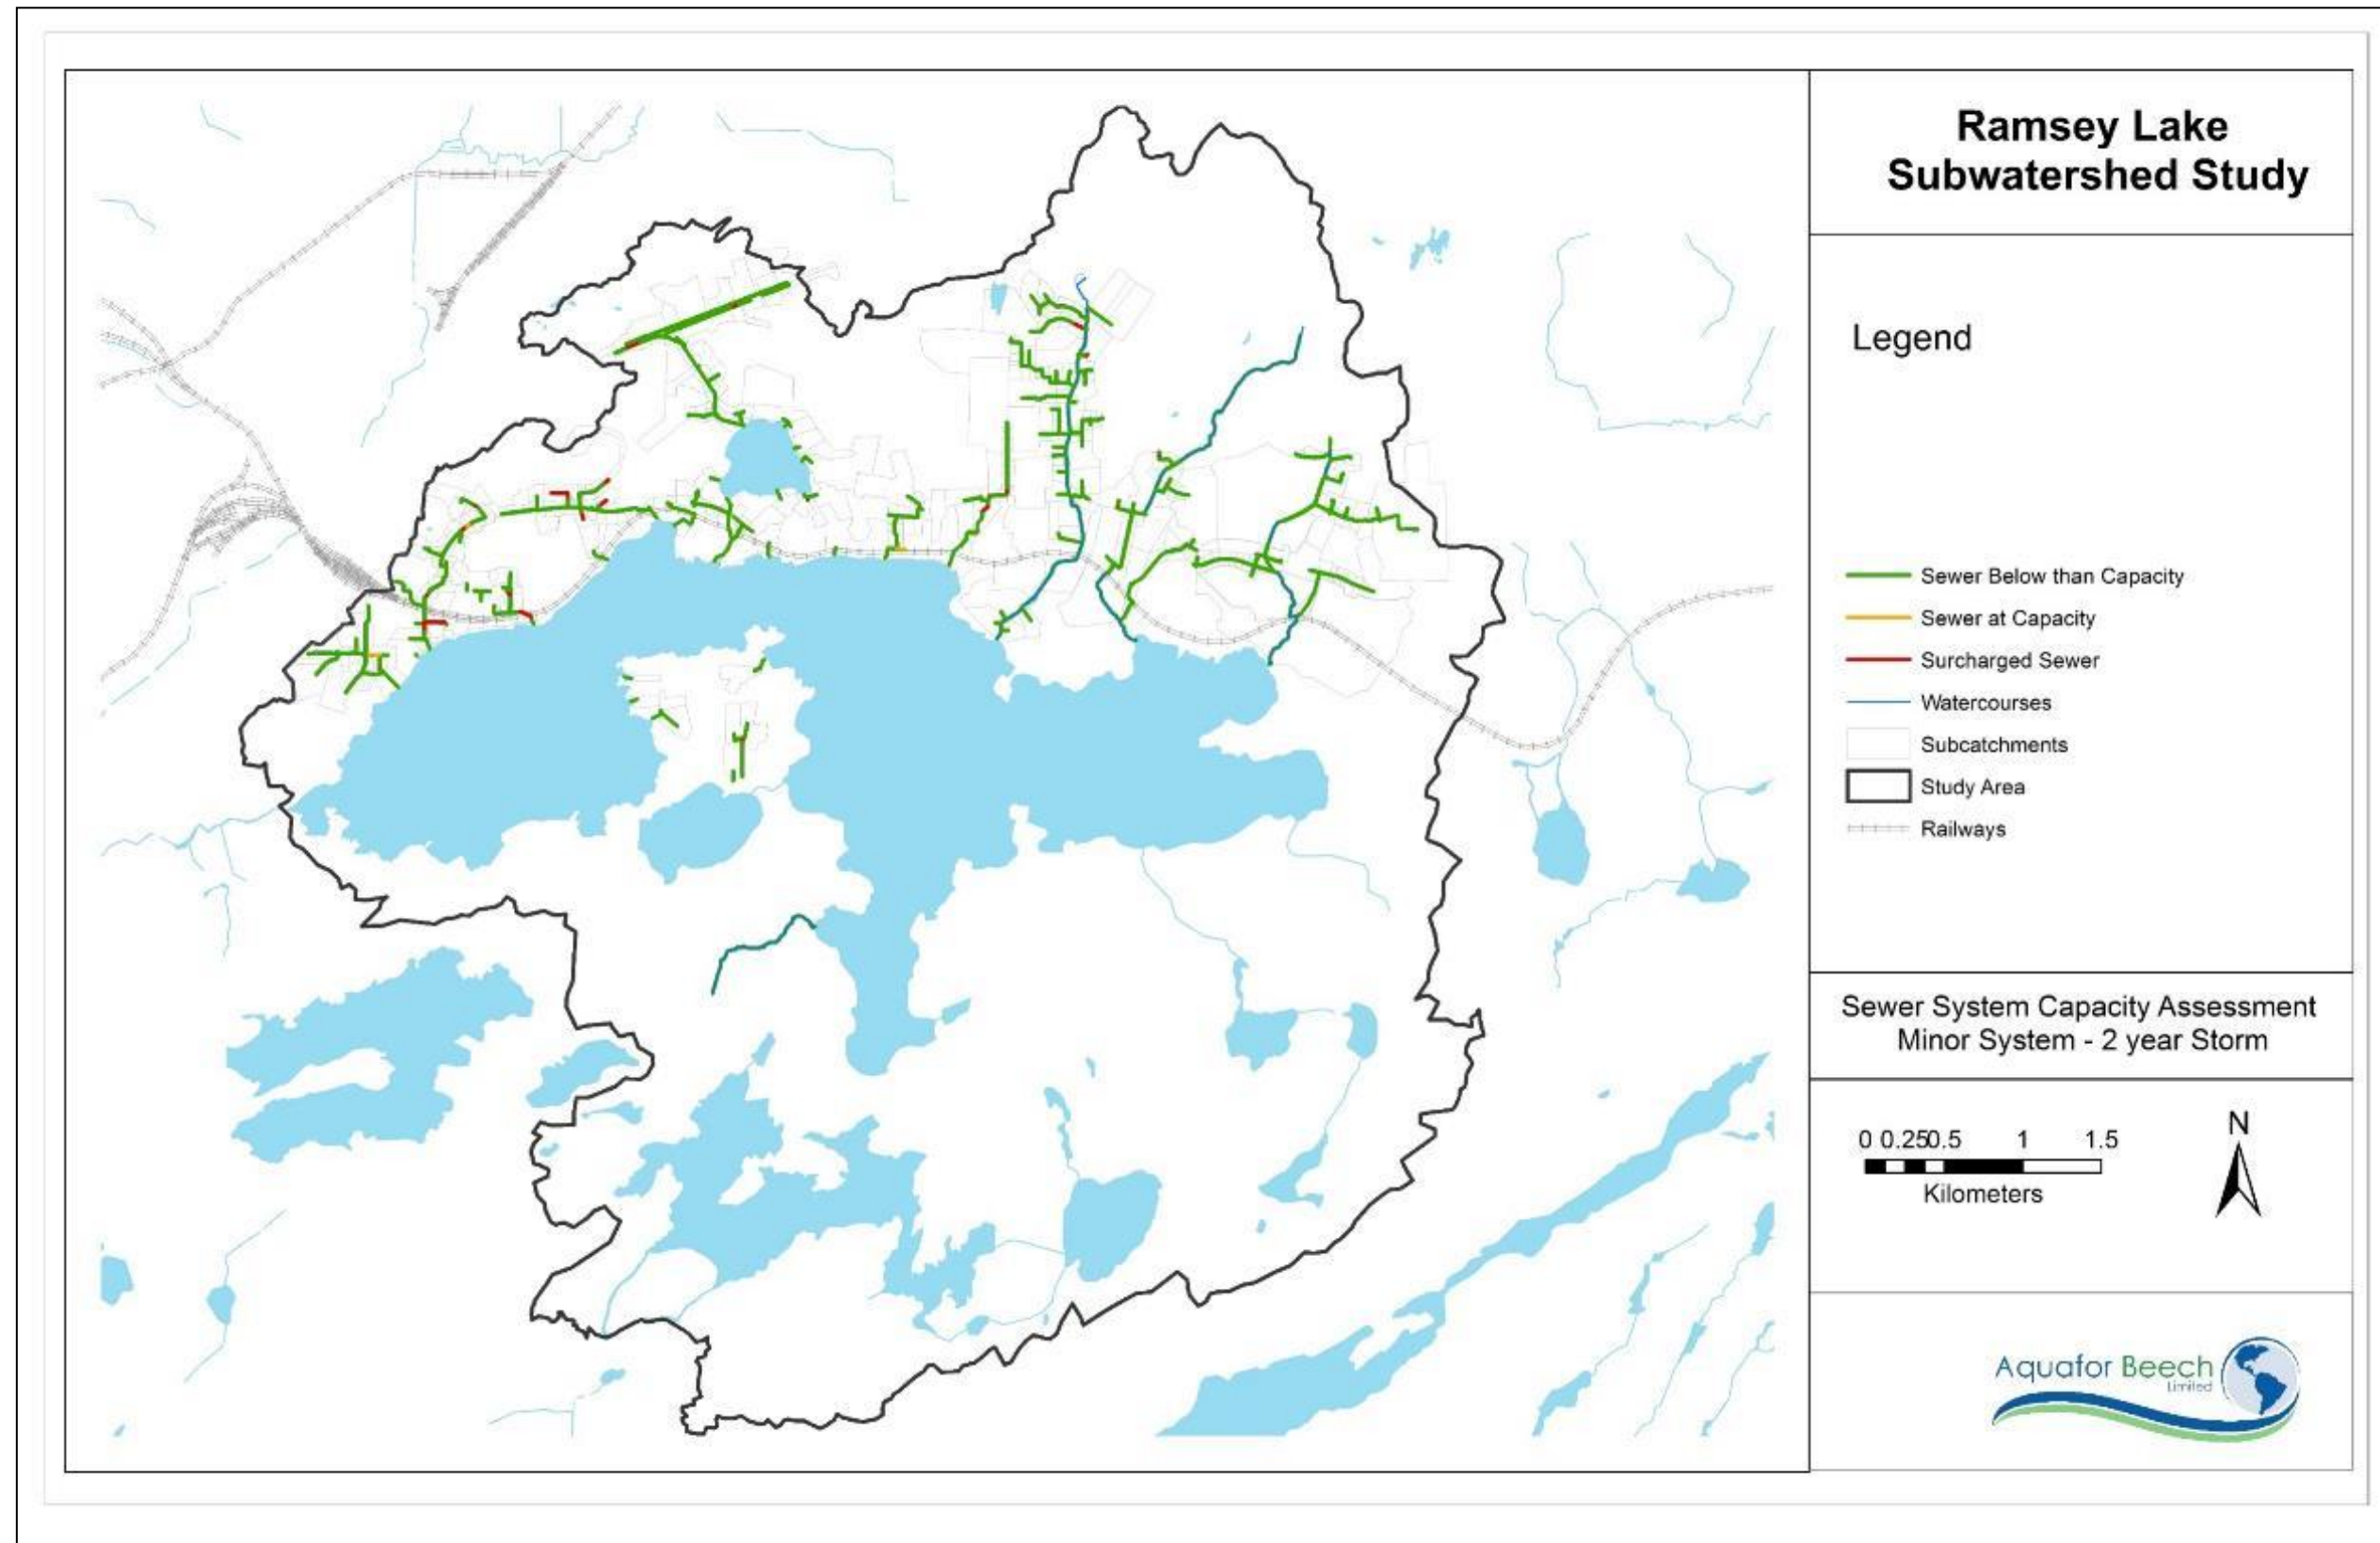 Ramsey Lake
Subwatershed Study
Legend
Sewer Below than Capacity
Sewer at Capacity
Surcharged Sewer
Watercourses
Subcatchments
Study Area
Railways
Sewer System Capacity Assessment
Minor System - 2 year Storm
0 0.250.5 1 1.5
Kilometers
N
Aquafor Beech
Limited